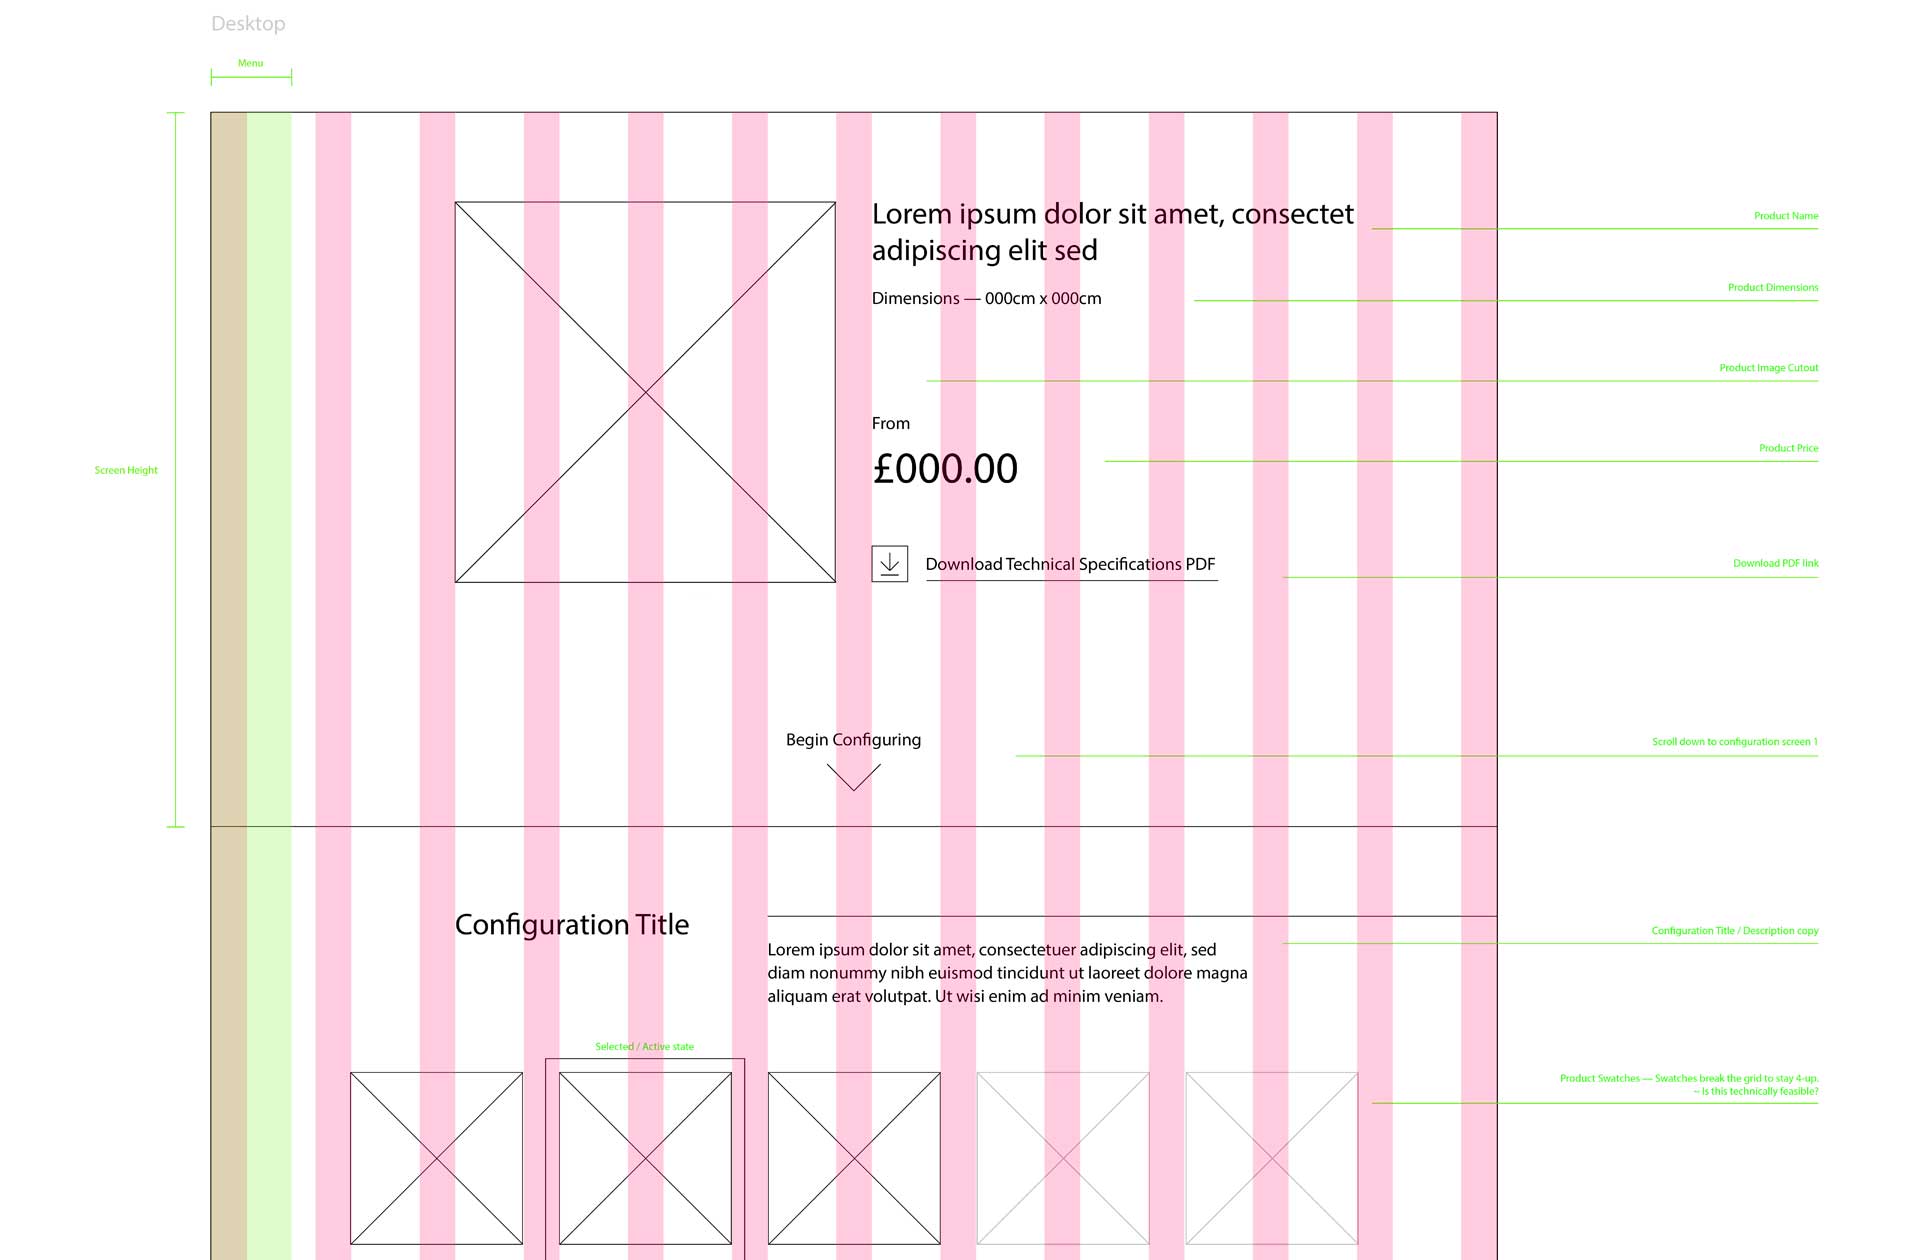 Desktop
Menu
Screen Height
Lorem ipsum dolor sit amet, consectet
adipiscing elit sed
Product Name
Dimensions — 000cm x 000cm
Product Dimensions
Product Image Cutout
From
£000.00
Product Price
Download Technical Specifications PDF
Download PDF link
Begin Configuring
Scroll down to configuration screen 1
Configuration Title
Lorem ipsum dolor sit amet, consectetuer adipiscing elit, sed
diam nonummy nibh euismod tincidunt ut laoreet dolore magna
aliquam erat volutpat. Ut wisi enim ad minim veniam.
Configuration Title / Description copy
Selected / Active state
Product Swatches — Swatches break the grid to stay 4-up.
– Is this technically feasible?